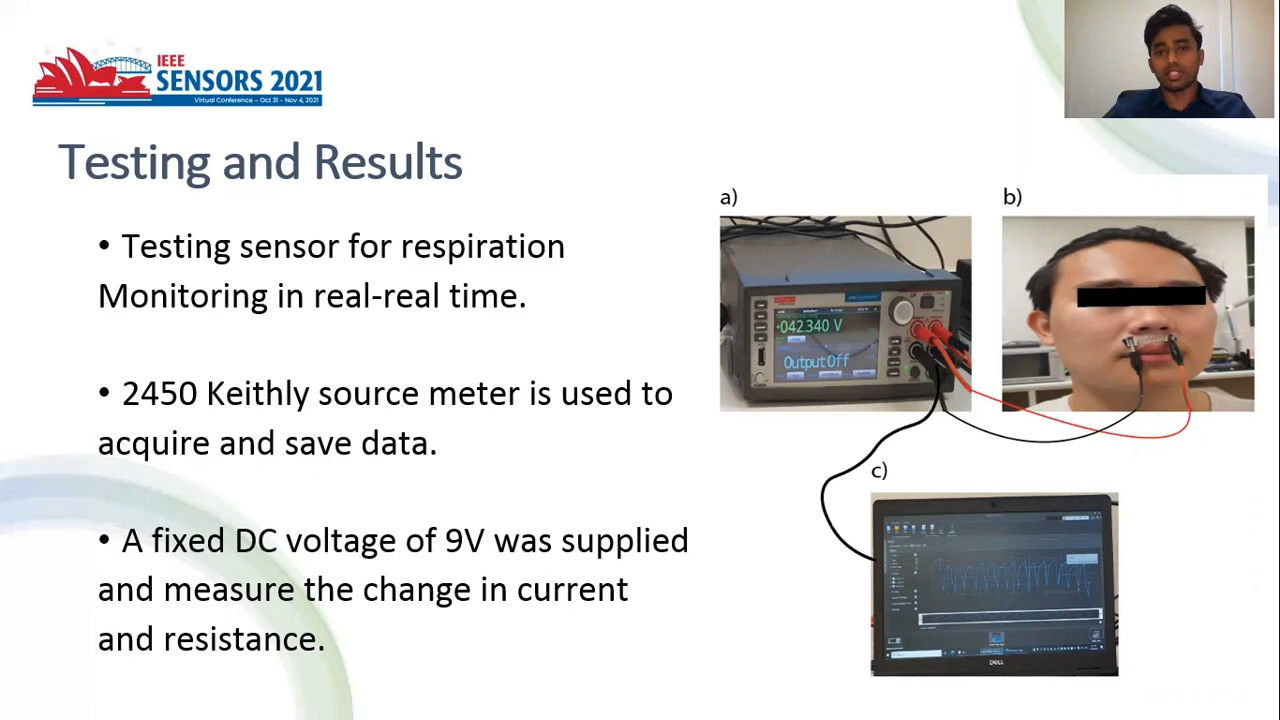 IEEE
SENSORS 2021
Virtual Conference – Oct 31 - Nov 4, 2021
Testing and Results
• Testing sensor for respiration
Monitoring in real-real time.
• 2450 Keithly source meter is used to
acquire and save data.
• A fixed DC voltage of 9V was supplied
and measure the change in current
and resistance.
a)
b)
042.340 V
Output Off
c)
DELL